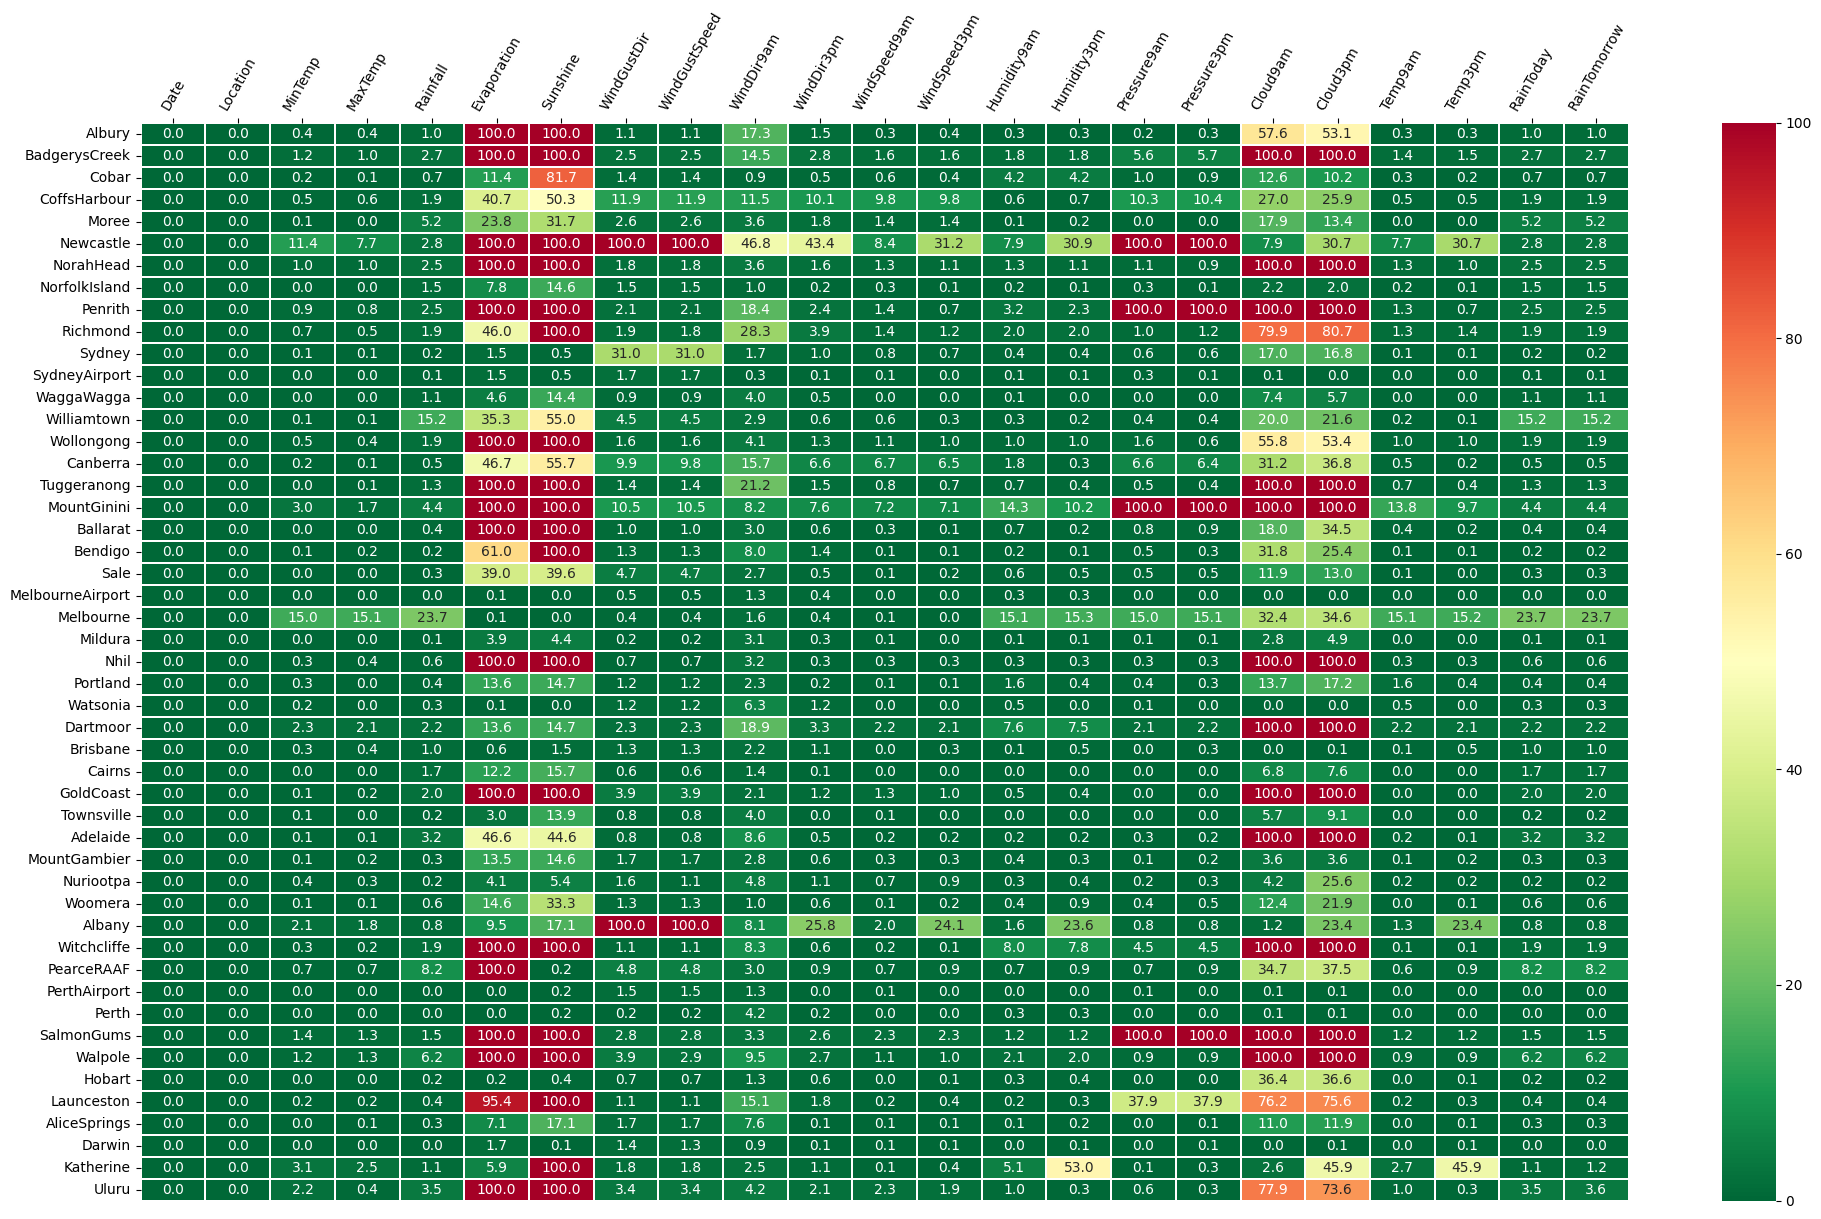 Date Location MinTemp MaxTemp Rainfall Evaporation Sunshine WindGustDir WindGustSpeed WindDir9am WindDir3pm WindSpeed9am WindSpeed3pm Humidity9am Humidity3pm Pressure9am Pressure3pm Cloud9am Cloud3pm Temp9am Temp3pm RainToday RainTomorrow
Albury 0.0 0.0 0.4 0.4 1.0 100.0 100.0 1.1 1.1 17.3 1.5 0.3 0.4 0.3 0.3 0.2 0.3 57.6 53.1 0.3 0.3 1.0 1.0
BadgerysCreek 0.0 0.0 1.2 1.0 2.7 100.0 100.0 2.5 2.5 14.5 2.8 1.6 1.6 1.8 1.8 5.6 5.7 100.0 100.0 1.4 1.5 2.7 2.7
Cobar 0.0 0.0 0.2 0.1 0.7 11.4 81.7 1.4 1.4 0.9 0.5 0.6 0.4 4.2 4.2 1.0 0.9 12.6 10.2 0.3 0.2 0.7 0.7
CoffsHarbour 0.0 0.0 0.5 0.6 1.9 40.7 50.3 11.9 11.9 11.5 10.1 9.8 9.8 0.6 0.7 10.3 10.4 27.0 25.9 0.5 0.5 1.9 1.9
Moree 0.0 0.0 0.1 0.0 5.2 23.8 31.7 2.6 2.6 3.6 1.8 1.4 1.4 0.1 0.2 0.0 0.0 17.9 13.4 0.0 0.0 5.2 5.2
Newcastle 0.0 0.0 11.4 7.7 2.8 100.0 100.0 100.0 100.0 46.8 43.4 8.4 31.2 7.9 30.9 100.0 100.0 7.9 30.7 7.7 30.7 2.8 2.8
NorahHead 0.0 0.0 1.0 1.0 2.5 100.0 100.0 1.8 1.8 3.6 1.6 1.3 1.1 1.3 1.1 1.1 0.9 100.0 100.0 1.3 1.0 2.5 2.5
NorfolkIsland 0.0 0.0 0.0 0.0 1.5 7.8 14.6 1.5 1.5 1.0 0.2 0.3 0.1 0.2 0.1 0.3 0.1 2.2 2.0 0.2 0.1 1.5 1.5
Penrith 0.0 0.0 0.9 0.8 2.5 100.0 100.0 2.1 2.1 18.4 2.4 1.4 0.7 3.2 2.3 100.0 100.0 100.0 100.0 1.3 0.7 2.5 2.5
Richmond 0.0 0.0 0.7 0.5 1.9 46.0 100.0 1.9 1.8 28.3 3.9 1.4 1.2 2.0 2.0 1.0 1.2 79.9 80.7 1.3 1.4 1.9 1.9
Sydney 0.0 0.0 0.1 0.1 0.2 1.5 0.5 31.0 31.0 1.7 1.0 0.8 0.7 0.4 0.4 0.6 0.6 17.0 16.8 0.1 0.1 0.2 0.2
SydneyAirport 0.0 0.0 0.0 0.0 0.1 1.5 0.5 1.7 1.7 0.3 0.1 0.1 0.0 0.1 0.1 0.3 0.1 0.1 0.0 0.0 0.0 0.1 0.1
WaggaWagga 0.0 0.0 0.0 0.0 1.1 4.6 14.4 0.9 0.9 4.0 0.5 0.0 0.0 0.1 0.0 0.0 0.0 7.4 5.7 0.0 0.0 1.1 1.1
Williamtown 0.0 0.0 0.1 0.1 15.2 35.3 55.0 4.5 4.5 2.9 0.6 0.6 0.3 0.3 0.2 0.4 0.4 20.0 21.6 0.2 0.1 15.2 15.2
Wollongong 0.0 0.0 0.5 0.4 1.9 100.0 100.0 1.6 1.6 4.1 1.3 1.1 1.0 1.0 1.0 1.6 0.6 55.8 53.4 1.0 1.0 1.9 1.9
Canberra 0.0 0.0 0.2 0.1 0.5 46.7 55.7 9.9 9.8 15.7 6.6 6.7 6.5 1.8 0.3 6.6 6.4 31.2 36.8 0.5 0.2 0.5 0.5
Tuggeranong 0.0 0.0 0.0 0.1 1.3 100.0 100.0 1.4 1.4 21.2 1.5 0.8 0.7 0.7 0.4 0.5 0.4 100.0 100.0 0.7 0.4 1.3 1.3
MountGinini 0.0 0.0 3.0 1.7 4.4 100.0 100.0 10.5 10.5 8.2 7.6 7.2 7.1 14.3 10.2 100.0 100.0 100.0 100.0 13.8 9.7 4.4 4.4
Ballarat 0.0 0.0 0.0 0.0 0.4 100.0 100.0 1.0 1.0 3.0 0.6 0.3 0.1 0.7 0.2 0.8 0.9 18.0 34.5 0.4 0.2 0.4 0.4
Bendigo 0.0 0.0 0.1 0.2 0.2 61.0 100.0 1.3 1.3 8.0 1.4 0.1 0.1 0.2 0.1 0.5 0.3 31.8 25.4 0.1 0.1 0.2 0.2
Sale 0.0 0.0 0.0 0.0 0.3 39.0 39.6 4.7 4.7 2.7 0.5 0.1 0.2 0.6 0.5 0.5 0.5 11.9 13.0 0.1 0.0 0.3 0.3
MelbourneAirport 0.0 0.0 0.0 0.0 0.0 0.1 0.0 0.5 0.5 1.3 0.4 0.0 0.0 0.3 0.3 0.0 0.0 0.0 0.0 0.0 0.0 0.0 0.0
Melbourne 0.0 0.0 15.0 15.1 23.7 0.1 0.0 0.4 0.4 1.6 0.4 0.1 0.0 15.1 15.3 15.0 15.1 32.4 34.6 15.1 15.2 23.7 23.7
Mildura 0.0 0.0 0.0 0.0 0.1 3.9 4.4 0.2 0.2 3.1 0.3 0.1 0.0 0.1 0.1 0.1 0.1 2.8 4.9 0.0 0.0 0.1 0.1
Nhil 0.0 0.0 0.3 0.4 0.6 100.0 100.0 0.7 0.7 3.2 0.3 0.3 0.3 0.3 0.3 0.3 0.3 100.0 100.0 0.3 0.3 0.6 0.6
Portland 0.0 0.0 0.3 0.0 0.4 13.6 14.7 1.2 1.2 2.3 0.2 0.1 0.1 1.6 0.4 0.4 0.3 13.7 17.2 1.6 0.4 0.4 0.4
Watsonia 0.0 0.0 0.2 0.0 0.3 0.1 0.0 1.2 1.2 6.3 1.2 0.0 0.0 0.5 0.0 0.1 0.0 0.0 0.0 0.5 0.0 0.3 0.3
Dartmoor 0.0 0.0 2.3 2.1 2.2 13.6 14.7 2.3 2.3 18.9 3.3 2.2 2.1 7.6 7.5 2.1 2.2 100.0 100.0 2.2 2.1 2.2 2.2
Brisbane 0.0 0.0 0.3 0.4 1.0 0.6 1.5 1.3 1.3 2.2 1.1 0.0 0.3 0.1 0.5 0.0 0.3 0.0 0.1 0.1 0.5 1.0 1.0
Cairns 0.0 0.0 0.0 0.0 1.7 12.2 15.7 0.6 0.6 1.4 0.1 0.0 0.0 0.0 0.0 0.0 0.0 6.8 7.6 0.0 0.0 1.7 1.7
GoldCoast 0.0 0.0 0.1 0.2 2.0 100.0 100.0 3.9 3.9 2.1 1.2 1.3 1.0 0.5 0.4 0.0 0.0 100.0 100.0 0.0 0.0 2.0 2.0
Townsville 0.0 0.0 0.1 0.0 0.2 3.0 13.9 0.8 0.8 4.0 0.0 0.1 0.0 0.0 0.0 0.0 0.0 5.7 9.1 0.0 0.0 0.2 0.2
Adelaide 0.0 0.0 0.1 0.1 3.2 46.6 44.6 0.8 0.8 8.6 0.5 0.2 0.2 0.2 0.2 0.3 0.2 100.0 100.0 0.2 0.1 3.2 3.2
MountGambier 0.0 0.0 0.1 0.2 0.3 13.5 14.6 1.7 1.7 2.8 0.6 0.3 0.3 0.4 0.3 0.1 0.2 3.6 3.6 0.1 0.2 0.3 0.3
Nuriootpa 0.0 0.0 0.4 0.3 0.2 4.1 5.4 1.6 1.1 4.8 1.1 0.7 0.9 0.3 0.4 0.2 0.3 4.2 25.6 0.2 0.2 0.2 0.2
Woomera 0.0 0.0 0.1 0.1 0.6 14.6 33.3 1.3 1.3 1.0 0.6 0.1 0.2 0.4 0.9 0.4 0.5 12.4 21.9 0.0 0.1 0.6 0.6
Albany 0.0 0.0 2.1 1.8 0.8 9.5 17.1 100.0 100.0 8.1 25.8 2.0 24.1 1.6 23.6 0.8 0.8 1.2 23.4 1.3 23.4 0.8 0.8
Witchcliffe 0.0 0.0 0.3 0.2 1.9 100.0 100.0 1.1 1.1 8.3 0.6 0.2 0.1 8.0 7.8 4.5 4.5 100.0 100.0 0.1 0.1 1.9 1.9
PearceRAAF 0.0 0.0 0.7 0.7 8.2 100.0 0.2 4.8 4.8 3.0 0.9 0.7 0.9 0.7 0.9 0.7 0.9 34.7 37.5 0.6 0.9 8.2 8.2
PerthAirport 0.0 0.0 0.0 0.0 0.0 0.0 0.2 1.5 1.5 1.3 0.0 0.1 0.0 0.0 0.0 0.1 0.0 0.1 0.1 0.0 0.0 0.0 0.0
Perth 0.0 0.0 0.0 0.0 0.0 0.0 0.2 0.2 0.2 4.2 0.2 0.0 0.0 0.3 0.3 0.0 0.0 0.1 0.1 0.0 0.0 0.0 0.0
SalmonGums 0.0 0.0 1.4 1.3 1.5 100.0 100.0 2.8 2.8 3.3 2.6 2.3 2.3 1.2 1.2 100.0 100.0 100.0 100.0 1.2 1.2 1.5 1.5
Walpole 0.0 0.0 1.2 1.3 6.2 100.0 100.0 3.9 2.9 9.5 2.7 1.1 1.0 2.1 2.0 0.9 0.9 100.0 100.0 0.9 0.9 6.2 6.2
Hobart 0.0 0.0 0.0 0.0 0.2 0.2 0.4 0.7 0.7 1.3 0.6 0.0 0.1 0.3 0.4 0.0 0.0 36.4 36.6 0.0 0.1 0.2 0.2
Launceston 0.0 0.0 0.2 0.2 0.4 95.4 100.0 1.1 1.1 15.1 1.8 0.2 0.4 0.2 0.3 37.9 37.9 76.2 75.6 0.2 0.3 0.4 0.4
AliceSprings 0.0 0.0 0.0 0.1 0.3 7.1 17.1 1.7 1.7 7.6 0.1 0.1 0.1 0.1 0.2 0.0 0.1 11.0 11.9 0.0 0.1 0.3 0.3
Darwin 0.0 0.0 0.0 0.0 0.0 1.7 0.1 1.4 1.3 0.9 0.1 0.1 0.1 0.0 0.1 0.0 0.1 0.0 0.1 0.0 0.1 0.0 0.0
Katherine 0.0 0.0 3.1 2.5 1.1 5.9 100.0 1.8 1.8 2.5 1.1 0.1 0.4 5.1 53.0 0.1 0.3 2.6 45.9 2.7 45.9 1.1 1.2
Uluru 0.0 0.0 2.2 0.4 3.5 100.0 100.0 3.4 3.4 4.2 2.1 2.3 1.9 1.0 0.3 0.6 0.3 77.9 73.6 1.0 0.3 3.5 3.6
100
80
60
40
20
0